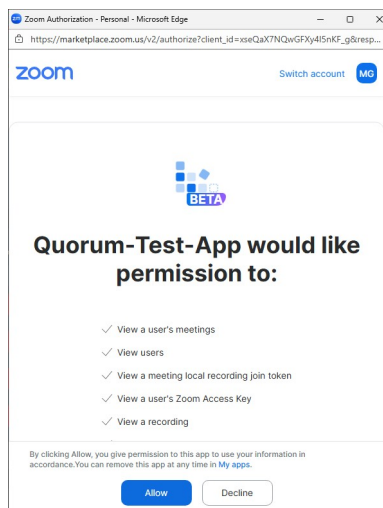 Zoom Authorization - Personal - Microsoft Edge
https://marketplace.zoom.us/v2/authorize?client_id=xseQaX7NQwGFXy4I5nKF_g&resp...
zoom
Switch account MG
BETA
Quorum-Test-App would like
permission to:
View a user's meetings
View users
View a meeting local recording join token
View a user's Zoom Access Key
View a recording
By clicking Allow, you give permission to this app to use your information in
accordance.You can remove this app at any time in My apps.
Allow Decline